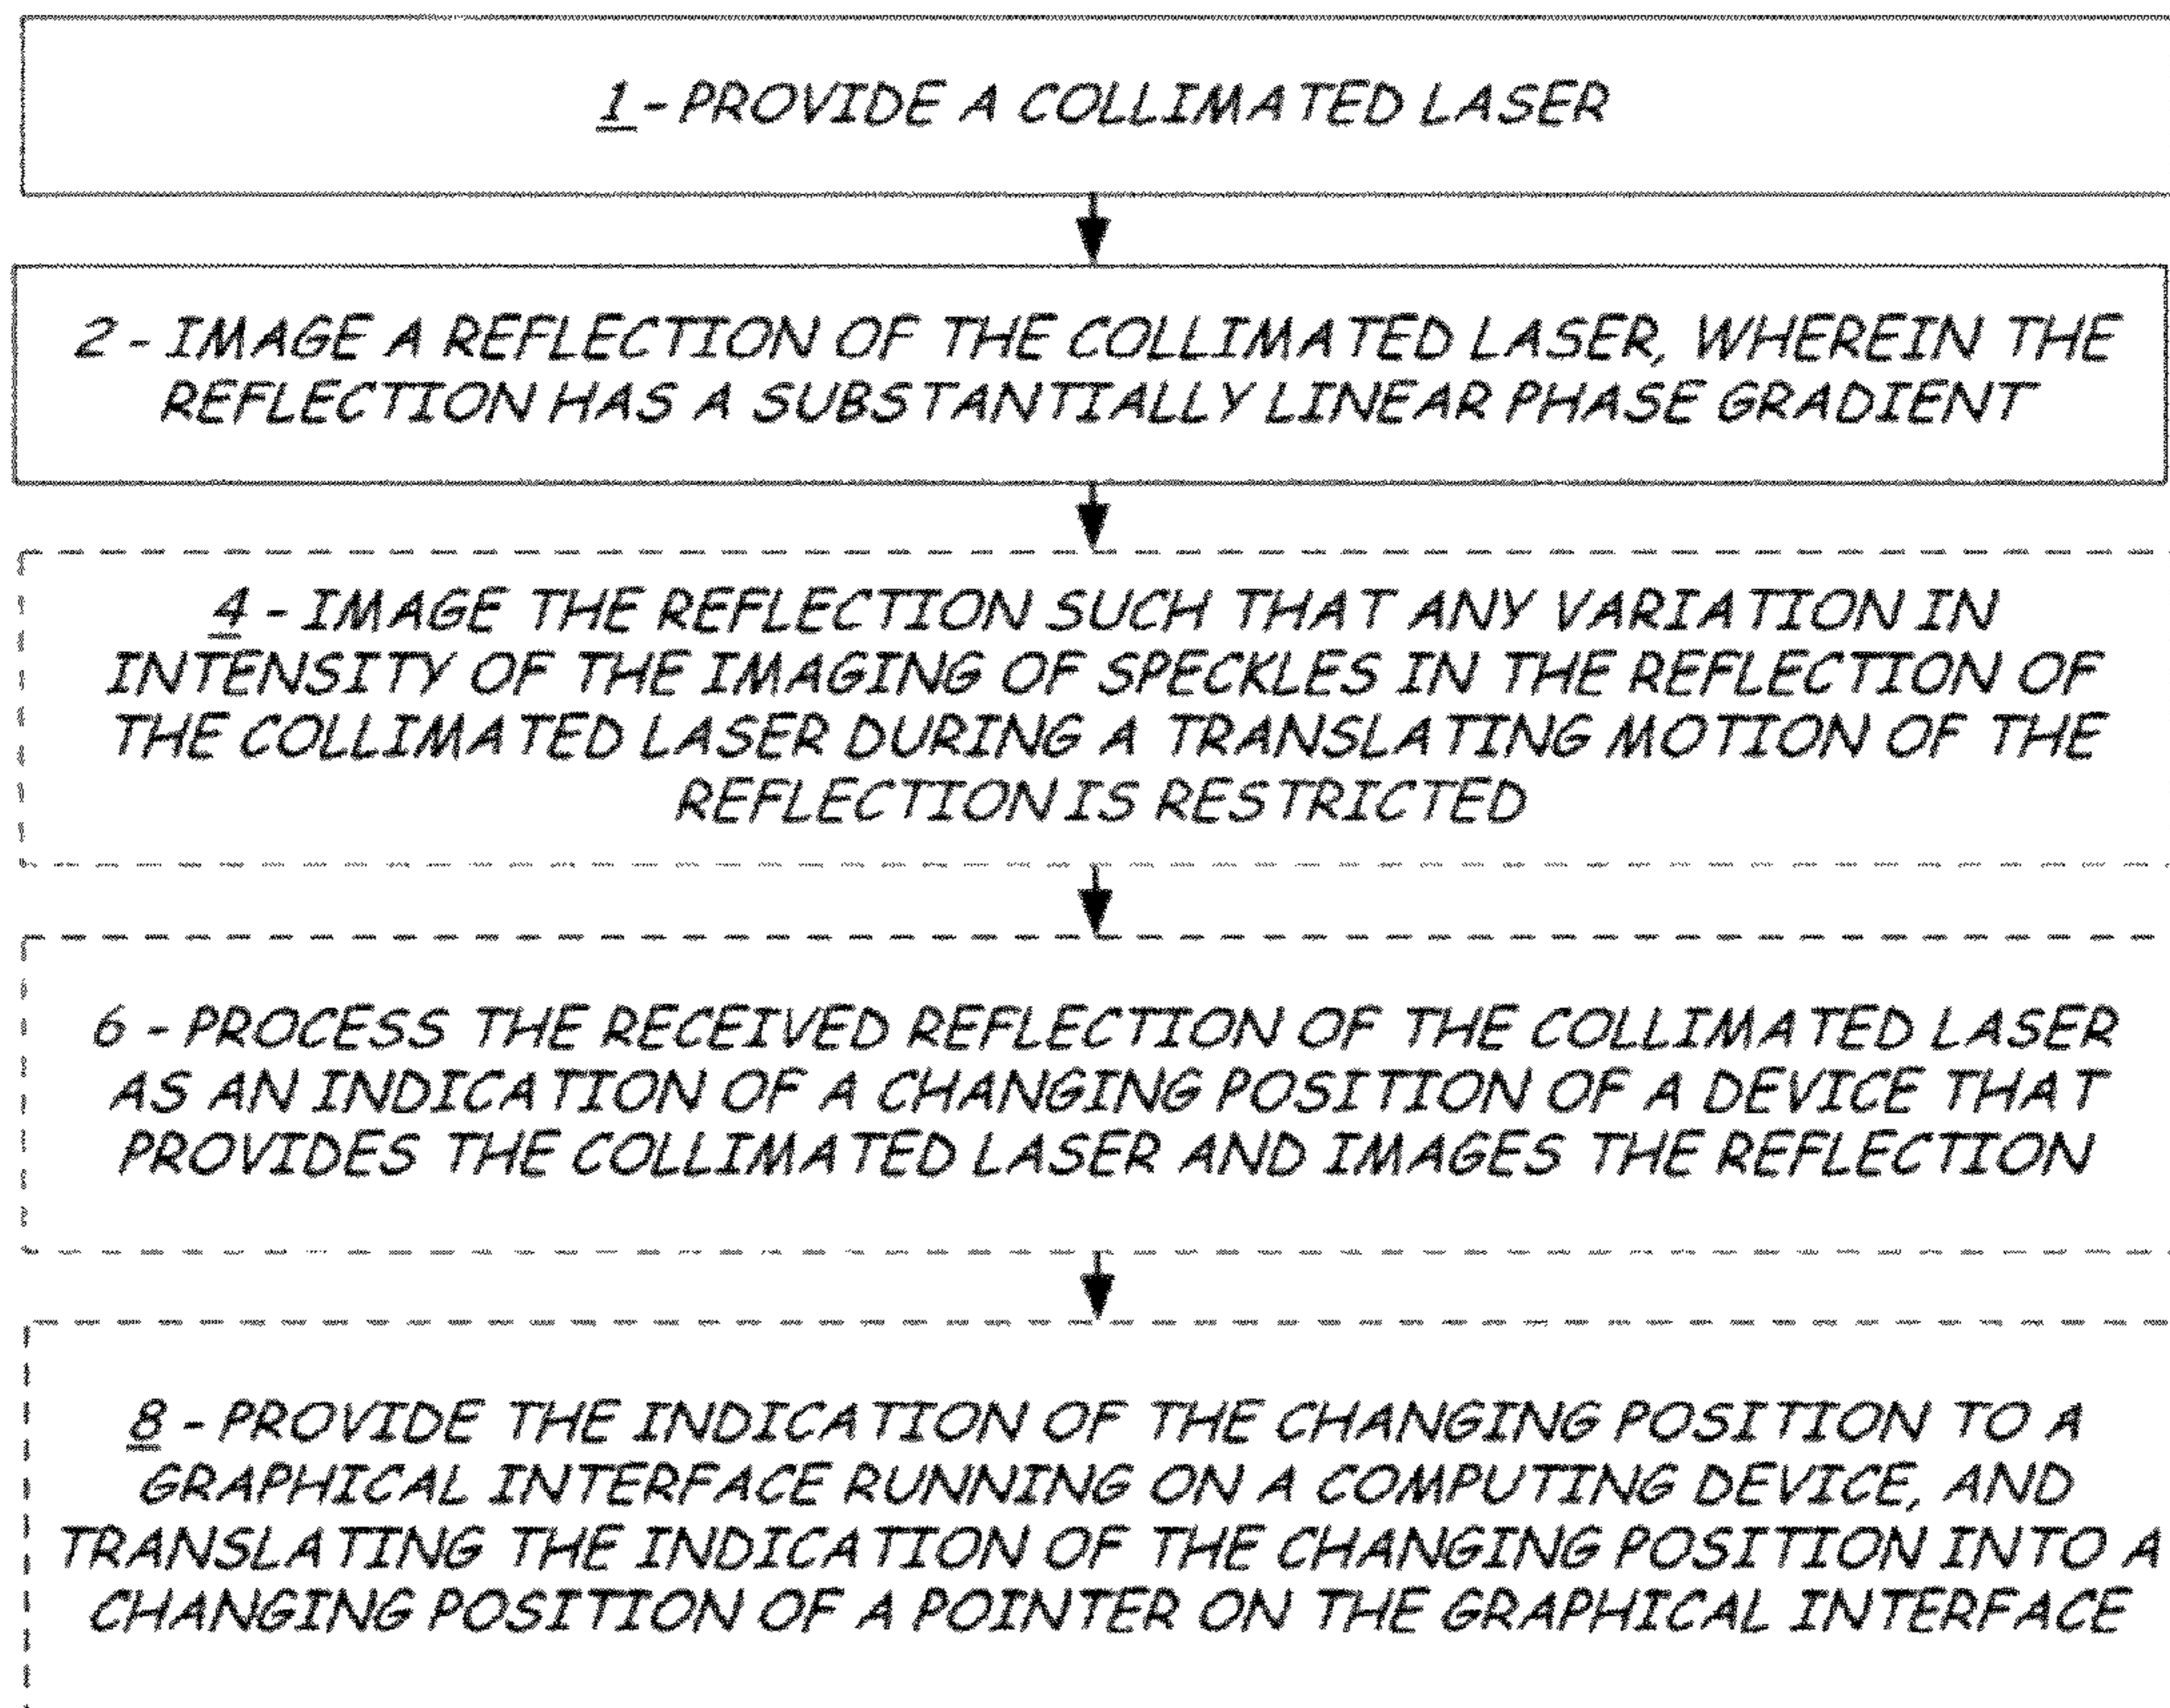 1 - PROVIDE A COLLIMATED LASER
2 - IMAGE A REFLECTION OF THE COLLIMATED LASER, WHEREIN THE
REFLECTION HAS A SUBSTANTIALLY LINEAR PHASE GRADIENT
4 - IMAGE THE REFLECTION SUCH THAT ANY VARIATION IN
INTENSITY OF THE IMAGING OF SPECKLES IN THE REFLECTION OF
THE COLLIMATED LASER DURING A TRANSLATING MOTION OF THE
REFLECTION IS RESTRICTED
6 - PROCESS THE RECEIVED REFLECTION OF THE COLLIMATED LASER
AS AN INDICATION OF A CHANGING POSITION OF A DEVICE THAT
PROVIDES THE COLLIMATED LASER AND IMAGES THE REFLECTION
8 - PROVIDE THE INDICATION OF THE CHANGING POSITION TO A
GRAPHICAL INTERFACE RUNNING ON A COMPUTING DEVICE, AND
TRANSLATING THE INDICATION OF THE CHANGING POSITION INTO A
CHANGING POSITION OF A POINTER ON THE GRAPHICAL INTERFACE